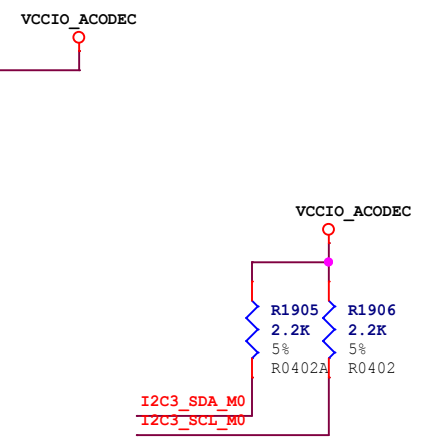 VCCIO_ACODEC
VCCIO_ACODEC
R1905
2.2K
5%
R0402A
R1906
2.2K
5%
R0402
I2C3_SDA_M0
I2C3_SCL_M0